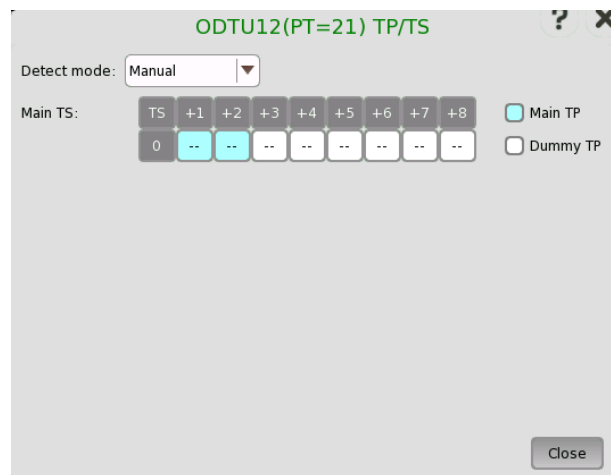 ODTU12(PT=21) TP/TS ? X
Detect mode: Manual
Main TS: TS +1 +2 +3 +4 +5 +6 +7 +8 Main TP
0 -- -- -- -- -- -- -- -- Dummy TP
Close